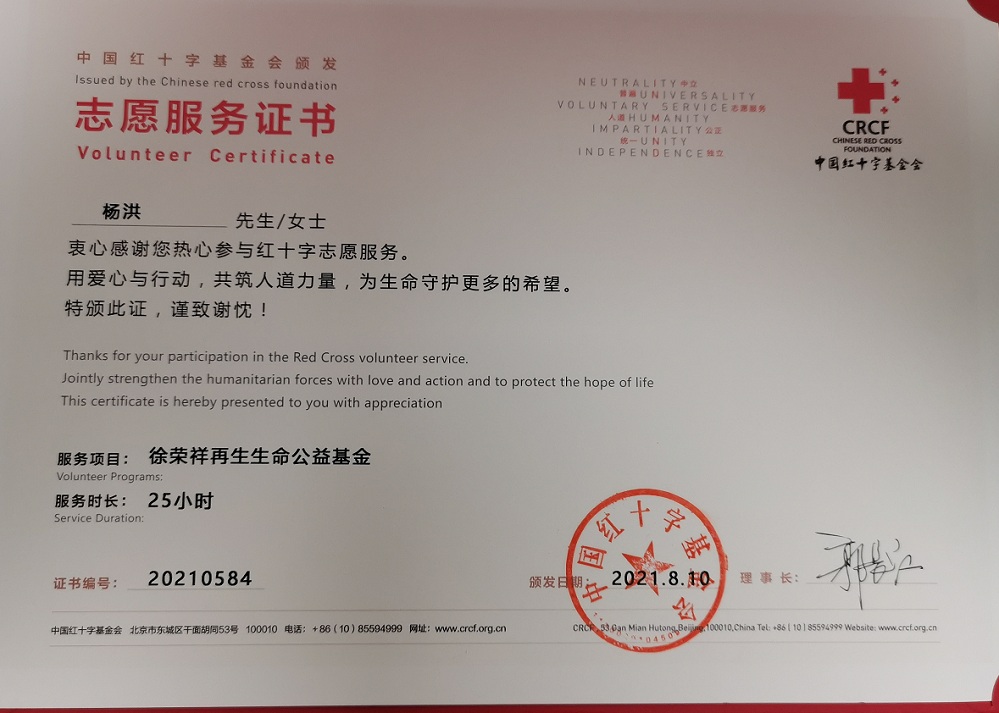 中国红十字基金会颁发
Issued by the Chinese red cross foundation
志愿服务证书
Volunteer Certificate
NEUTRALITY中立
普遍UNIVERSALITY
VOLUNTARY SERVICE志愿服务
人道HUMANITY
IMPARTIALITY公正
统一UNITY
INDEPENDENCE独立
CRCF
CHINESE RED CROSS
FOUNDATION
中国红十字基金会
杨洪 先生/女士
衷心感谢您热心参与红十字志愿服务。
用爱心与行动，共筑人道力量，为生命守护更多的希望。
特颁此证，谨致谢忱！
Thanks for your participation in the Red Cross volunteer service.
Jointly strengthen the humanitarian forces with love and action and to protect the hope of life
This certificate is hereby presented to you with appreciation
服务项目： 徐荣祥再生生命公益基金
Volunteer Programs:
服务时长： 25小时
Service Duration:
证书编号： 20210584
颁发日期： 2021.8.10
理事长：
中国红十字基金会
中国红十字基金会 北京市东城区干面胡同53号 100010 电话：+86（10）85594999 网址：www.crcf.org.cn
CRCF 53 Gan Mian Hutong,Beijing,100010,China Tel: +86（10）85594999 Website: www.crcf.org.cn